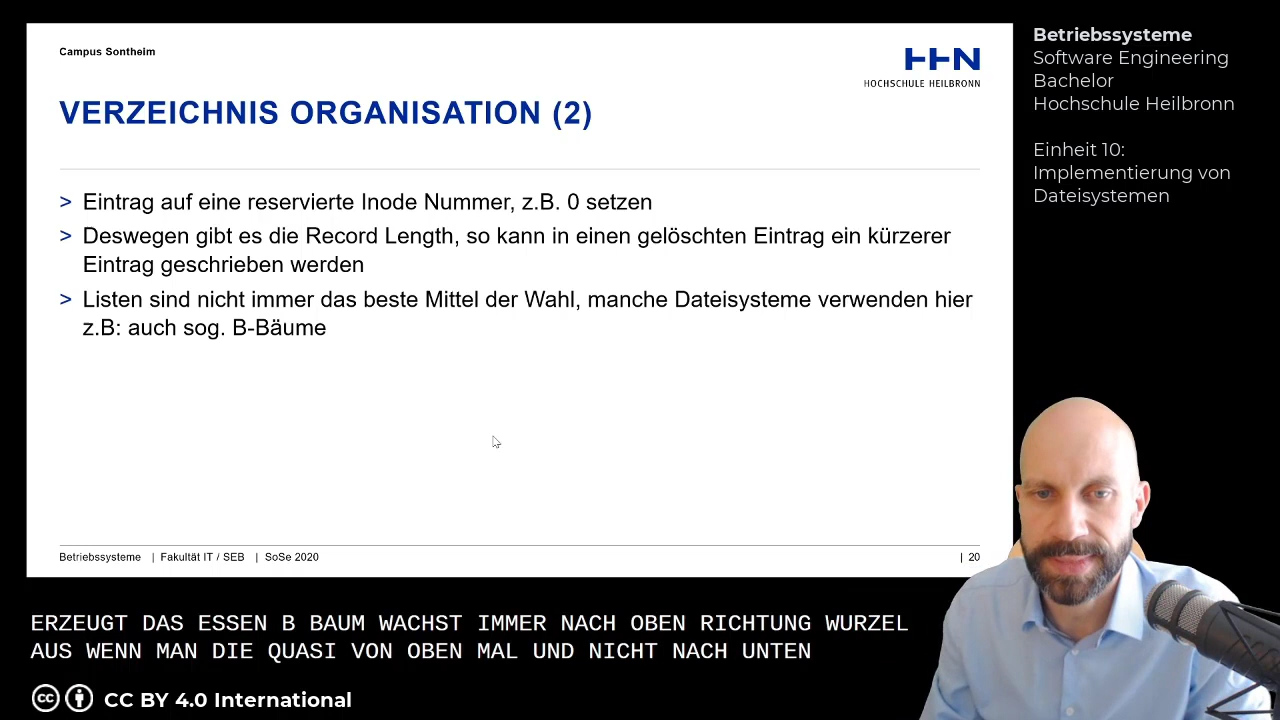 Campus Sontheim
HHN
HOCHSCHULE HEILBRONN
VERZEICHNIS ORGANISATION (2)
> Eintrag auf eine reservierte Inode Nummer, z.B. 0 setzen
> Deswegen gibt es die Record Length, so kann in einen gelöschten Eintrag ein kürzerer
Eintrag geschrieben werden
> Listen sind nicht immer das beste Mittel der Wahl, manche Dateisysteme verwenden hier
z.B: auch sog. B-Bäume
Betriebssysteme | Fakultät IT / SEB | SoSe 2020 | 20
Betriebssysteme
Software Engineering
Bachelor
Hochschule Heilbronn
Einheit 10:
Implementierung von
Dateisystemen
ERZEUGT DAS ESSEN B BAUM WACHST IMMER NACH OBEN RICHTUNG WURZEL
AUS WENN MAN DIE QUASI VON OBEN MAL UND NICHT NACH UNTEN
cc CC BY 4.0 International